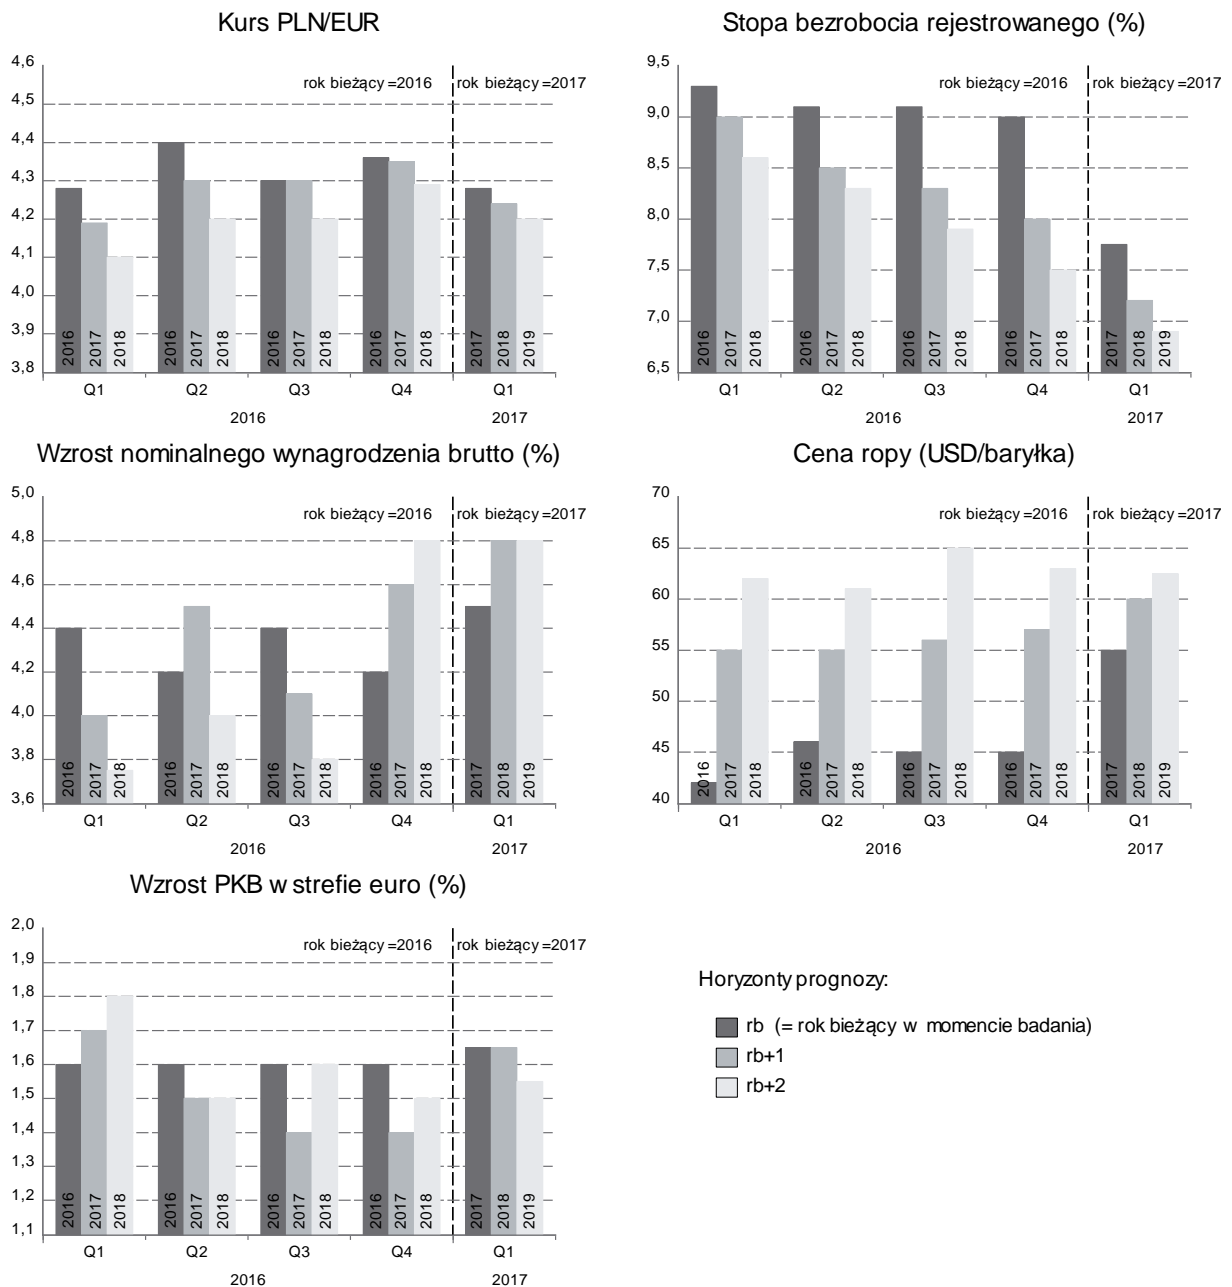 Kurs PLN/EUR
4,6
4,5
4,4
4,3
4,2
4,1
4,0
3,9
3,8
rok bieżący =2016
rok bieżący =2017
2016 2017 2018 2016 2017 2018 2016 2017 2018 2016 2017 2018 2017 2018 2019
Q1 Q2 Q3 Q4 Q1
2016 2017
Stopa bezrobocia rejestrowanego (%)
9,5
9,0
8,5
8,0
7,5
7,0
6,5
rok bieżący =2016
rok bieżący =2017
2016 2017 2018 2016 2017 2018 2016 2017 2018 2016 2017 2018 2017 2018 2019
Q1 Q2 Q3 Q4 Q1
2016 2017
Wzrost nominalnego wynagrodzenia brutto (%)
5,0
4,8
4,6
4,4
4,2
4,0
3,8
3,6
rok bieżący =2016
rok bieżący =2017
2016 2017 2018 2016 2017 2018 2016 2017 2018 2016 2017 2018 2017 2018 2019
Q1 Q2 Q3 Q4 Q1
2016 2017
Cena ropy (USD/baryłka)
70
65
60
55
50
45
40
rok bieżący =2016
rok bieżący =2017
2016 2017 2018 2016 2017 2018 2016 2017 2018 2016 2017 2018 2017 2018 2019
Q1 Q2 Q3 Q4 Q1
2016 2017
Wzrost PKB w strefie euro (%)
2,0
1,9
1,8
1,7
1,6
1,5
1,4
1,3
1,2
1,1
rok bieżący =2016
rok bieżący =2017
2016 2017 2018 2016 2017 2018 2016 2017 2018 2016 2017 2018 2017 2018 2019
Q1 Q2 Q3 Q4 Q1
2016 2017
Horyzonty prognozy:
rb (= rok bieżący w momencie badania)
rb+1
rb+2